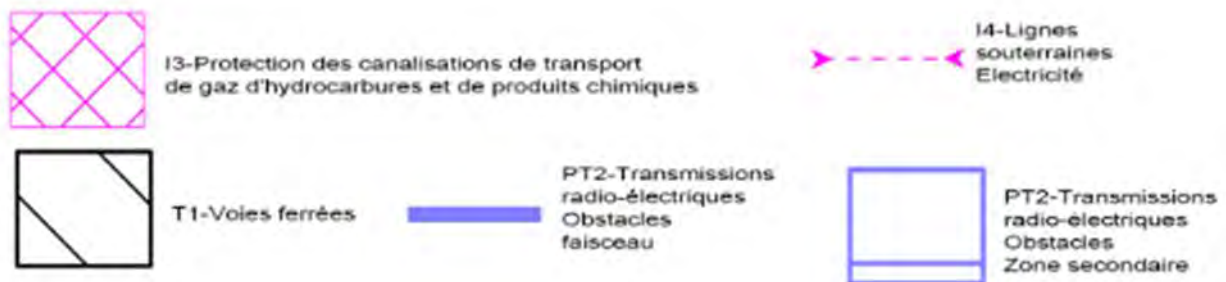 I3-Protection des canalisations de transport
de gaz d'hydrocarbures et de produits chimiques
I4-Lignes
souterraines
Electricité
T1-Voies ferrées
PT2-Transmissions
radio-électriques
Obstacles
faisceau
PT2-Transmissions
radio-électriques
Obstacles
Zone secondaire